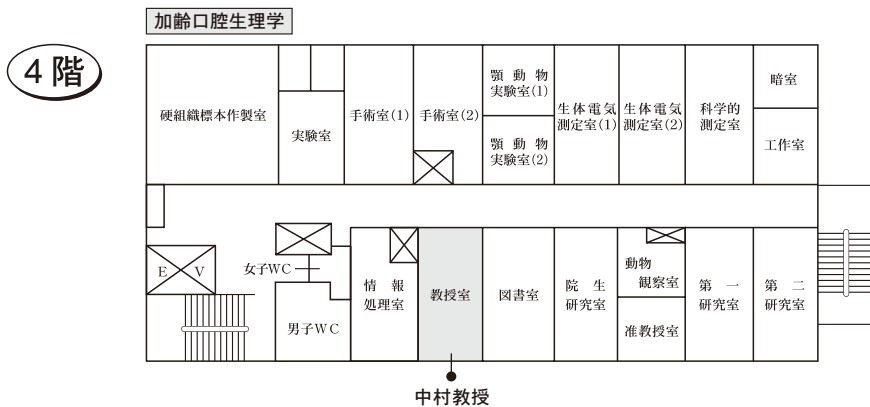 加齢口腔生理学
4階
硬組織標本作製室
実験室
手術室(1)
手術室(2)
顎動物
実験室(1)
顎動物
実験室(2)
生体電気
測定室(1)
生体電気
測定室(2)
科学的
測定室
暗室
工作室
EV
女子WC
男子WC
情報
処理室
教授室
図書室
院生
研究室
動物
観察室
准教授室
第一
研究室
第二
研究室
中村教授